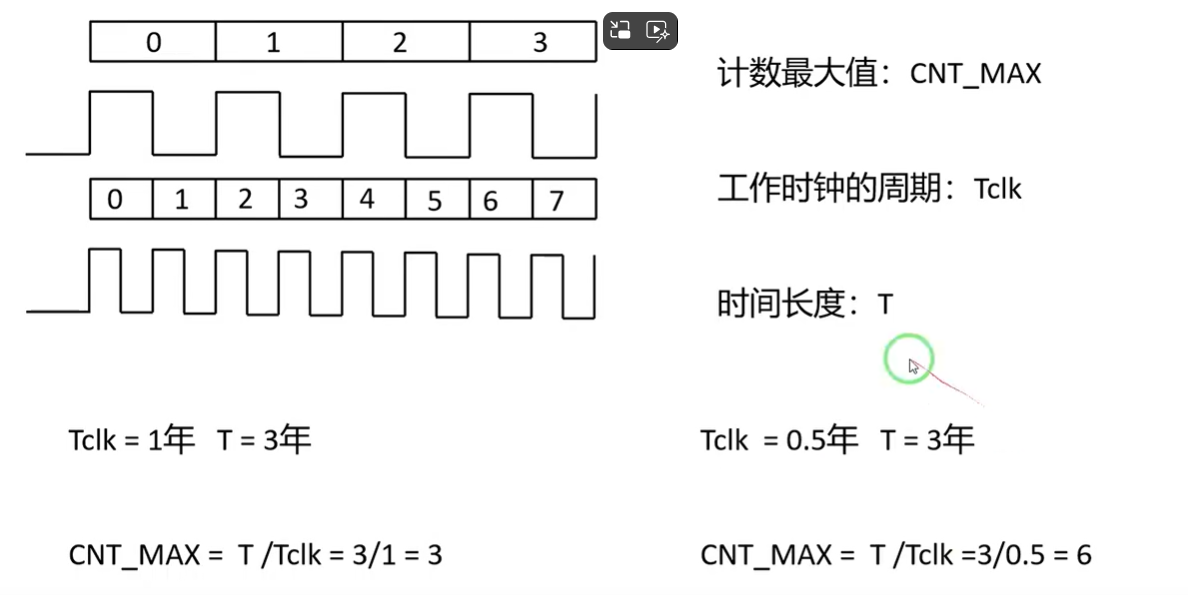 0 1 2 3
0 1 2 3 4 5 6 7
计数最大值：CNT_MAX
工作时钟的周期：Tclk
时间长度：T
Tclk = 1年 T = 3年
CNT_MAX = T /Tclk = 3/1 = 3
Tclk = 0.5年 T = 3年
CNT_MAX = T /Tclk =3/0.5 = 6